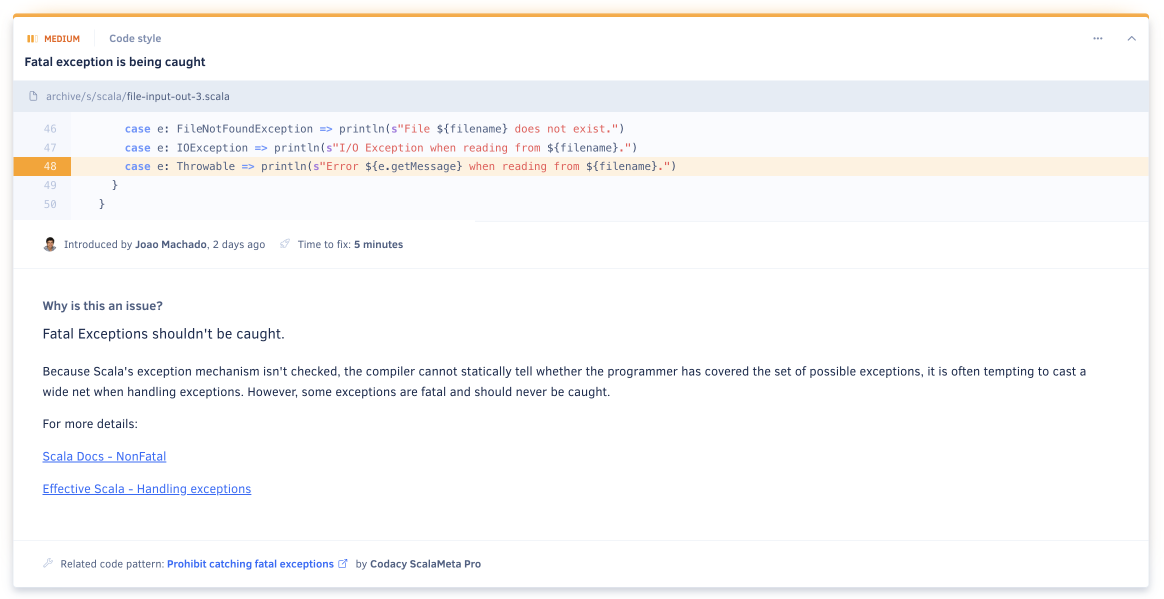 MEDIUM Code style
Fatal exception is being caught
archive/s/scala/file-input-out-3.scala
46 case e: FileNotFoundException => println(s"File ${filename} does not exist.")
47 case e: IOException => println(s"I/O Exception when reading from ${filename}.")
48 case e: Throwable => println(s"Error ${e.getMessage} when reading from ${filename}.")
49 }
50 }
Introduced by Joao Machado, 2 days ago Time to fix: 5 minutes
Why is this an issue?
Fatal Exceptions shouldn't be caught.
Because Scala's exception mechanism isn't checked, the compiler cannot statically tell whether the programmer has covered the set of possible exceptions, it is often tempting to cast a
wide net when handling exceptions. However, some exceptions are fatal and should never be caught.
For more details:
Scala Docs - NonFatal
Effective Scala - Handling exceptions
Related code pattern: Prohibit catching fatal exceptions by Codacy ScalaMeta Pro